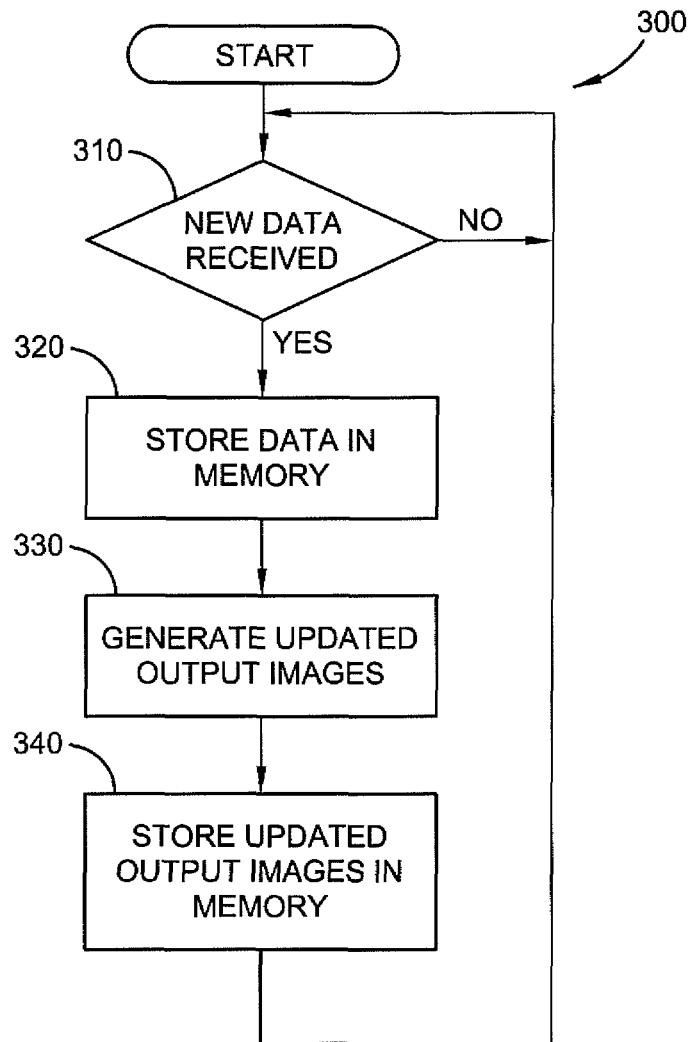 START
300
310
NEW DATA
RECEIVED
NO
YES
320
STORE DATA IN
MEMORY
330
GENERATE UPDATED
OUTPUT IMAGES
340
STORE UPDATED
OUTPUT IMAGES IN
MEMORY